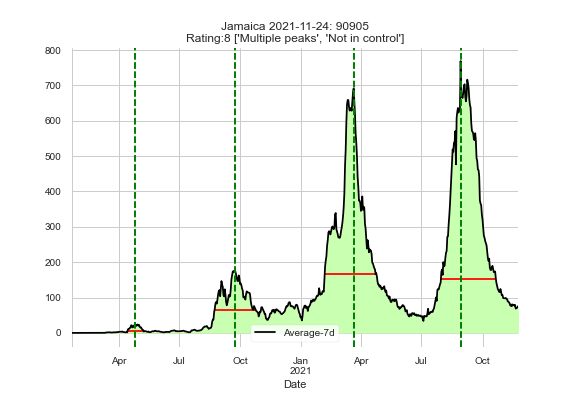 Jamaica 2021-11-24: 90905
Rating:8 ['Multiple peaks', 'Not in control']
800
700
600
500
400
300
200
100
0
Average-7d
Apr Jul Oct Jan Apr Jul Oct
2021
Date